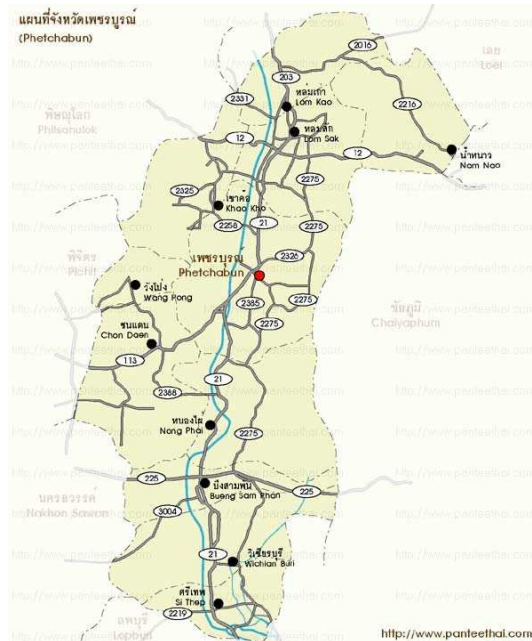 แผนที่จังหวัดเพชรบูรณ์
(Phetchabun)
2016
เลย
Loei
203
2331
หล่มเก่า
Lom Kao
2216
พิษณุโลก
Phitsanulok
หล่มสัก
Lom Sak
12
12
น้ำหนาว
Nam Nao
2275
2325
เขาค้อ
Khao Kho
21
2258
2275
พิจิตร
Pichit
เพชรบูรณ์
Phetchabun
2326
วังโป่ง
Wang Pong
2385
2275
ชัยภูมิ
Chaiyaphum
ชนแดน
Chon Daen
2275
113
21
2388
หนองไผ่
Nong Phai
2275
225
บึงสามพัน
Bueng Sam Phan
225
นครสวรรค์
Nakhon Sawan
3004
21
วิเชียรบุรี
Wichian Buri
ศรีเทพ
Si Thep
2219
ลพบุรี
Lopburi
http://www.panteethai.com